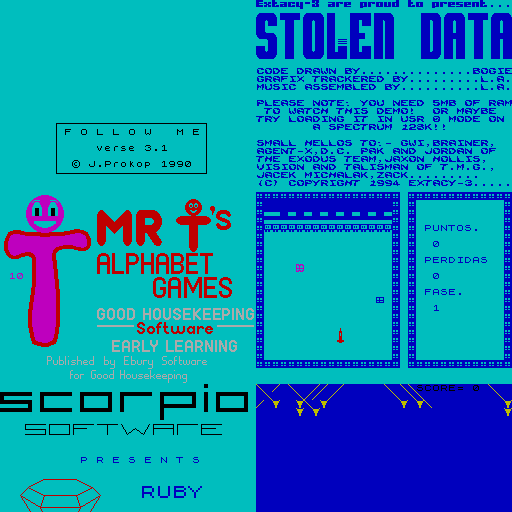 FOLLOW ME
verse 3.1
© J.Prokop 1990
Extacy-3 are proud to present...
STOLEN DATA
CODE DRAWN BY..............BOGIE
GRAFIX TRACKERED BY.........L.A.
MUSIC ASSEMBLED BY..........L.A.
PLEASE NOTE: YOU NEED 5MB OF RAM
TO WATCH THIS DEMO! OR MAYBE
TRY LOADING IT IN USR 0 MODE ON
A SPECTRUM 128K!!
SMALL HELLOS TO:- GWI,BRAINER,
AGENT-X,D.C. PAK AND JORDAN OF
THE EXODUS TEAM,JAXON HOLLIS,
VISION AND TALISMAN OF T.M.G.,
JACEK MICHALAK,ZACK.........
(C) COPYRIGHT 1994 EXTACY-3.....
MR T's
ALPHABET
GAMES
10
GOOD HOUSEKEEPING
Software
EARLY LEARNING
Published by Ebury Software
for Good Housekeeping
PUNTOS.
0
PERDIDAS
0
FASE.
1
scorpio
SOFTWARE
PRESENTS
RUBY